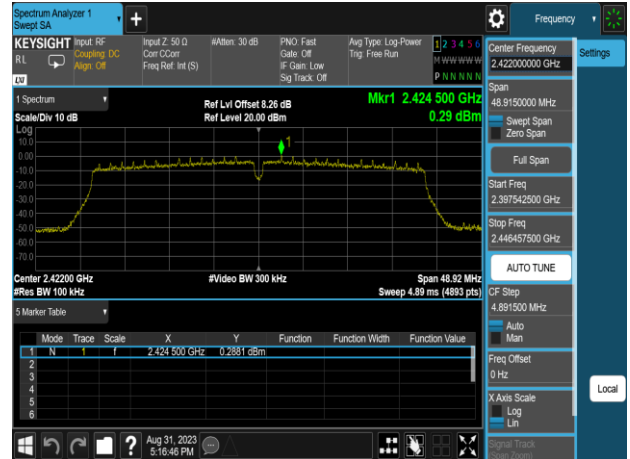 Spectrum Analyzer 1
Swept SA
+
Frequency
KEYSIGHT
Input: RF
Input Z: 50 Ω
#Atten: 30 dB
PNO: Fast
Avg Type: Log-Power
1 2 3 4 5 6
RL
Coupling: DC
Corr CCorr
Gate: Off
Trig: Free Run
M W W W W W
Align: Off
Freq Ref: Int (S)
IF Gain: Low
Sig Track: Off
P N N N N N
LXI
1 Spectrum
Ref Lvl Offset 8.26 dB
Mkr1 2.424 500 GHz
Scale/Div 10 dB
Ref Level 20.00 dBm
0.29 dBm
Log
1
10.0
0.00
-10.0
-20.0
-30.0
-40.0
-50.0
-60.0
-70.0
Center 2.42200 GHz
#Video BW 300 kHz
Span 48.92 MHz
#Res BW 100 kHz
Sweep 4.89 ms (4893 pts)
5 Marker Table
Mode Trace Scale X Y Function Function Width Function Value
1 N 1 f 2.424 500 GHz 0.2881 dBm
2
3
4
5
6
?
Aug 31, 2023
5:16:46 PM
Center Frequency
2.422000000 GHz
Settings
Span
48.9150000 MHz
Swept Span
Zero Span
Full Span
Start Freq
2.397542500 GHz
Stop Freq
2.446457500 GHz
AUTO TUNE
CF Step
4.891500 MHz
Auto
Man
Freq Offset
0 Hz
X Axis Scale
Log
Lin
Local
Signal Track
(Span Zoom)